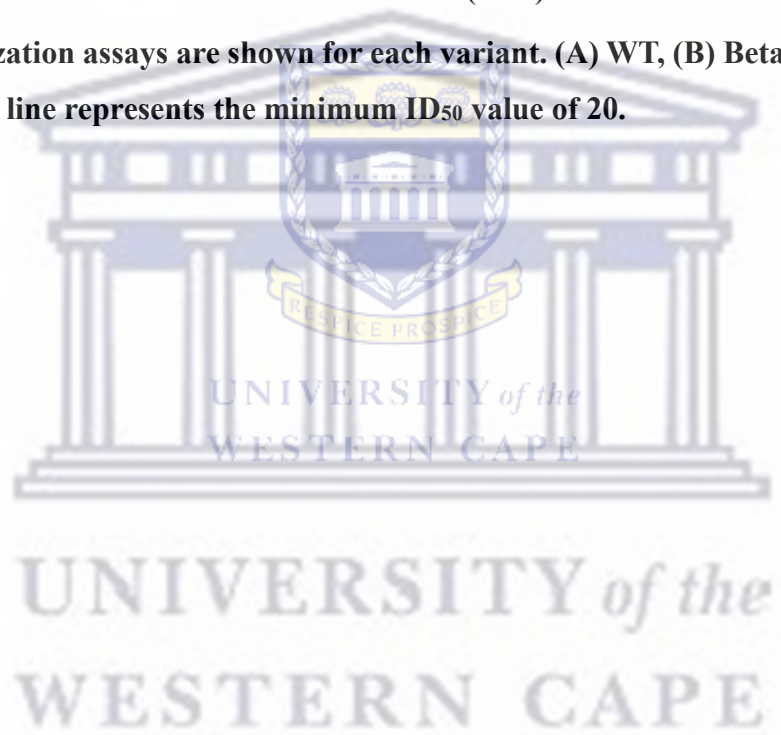 zation assays are shown for each variant. (A) WT, (B) Beta
line represents the minimum ID50 value of 20.
RESPICE PROSPICE
UNIVERSITY of the
WESTERN CAPE
UNIVERSITY of the
WESTERN CAPE